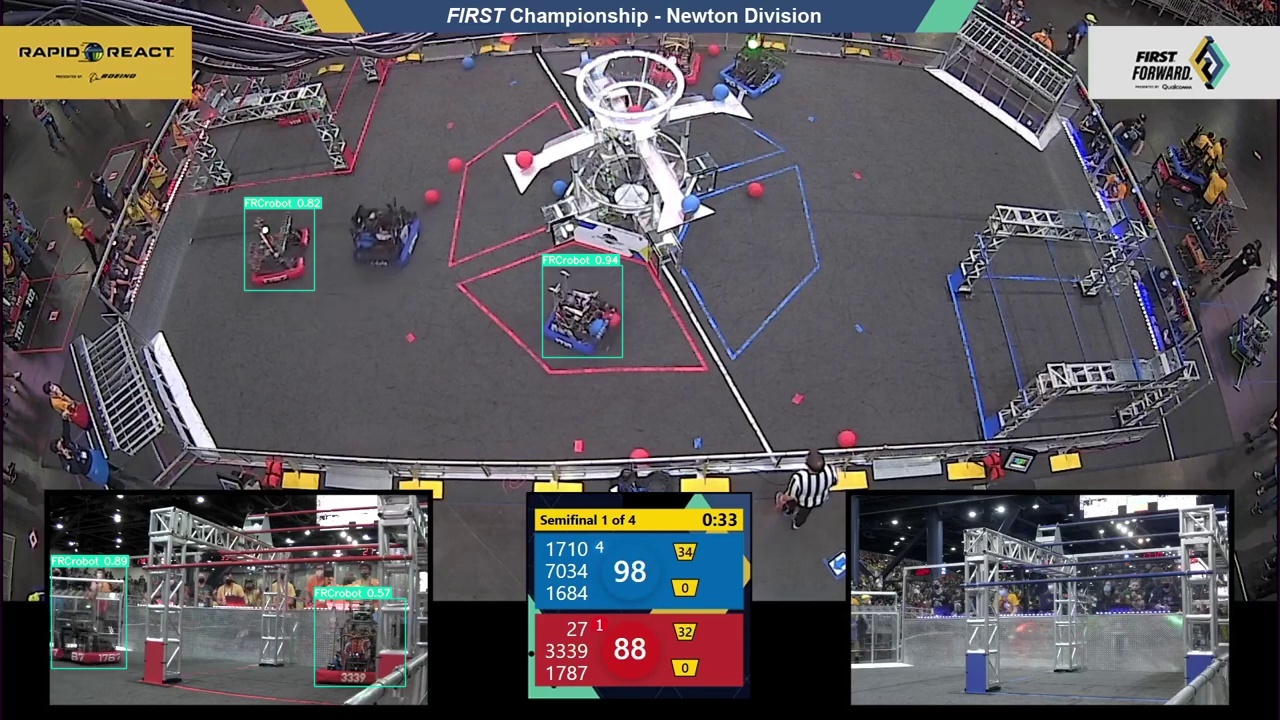 FIRST Championship - Newton Division
RAPID REACT
PRESENTED BY BOEING
FIRST
FORWARD.
PRESENTED BY Qualcomm
FRCrobot 0.82
FRCrobot 0.94
FRCrobot 0.89
FRCrobot 0.57
3339
Semifinal 1 of 4 0:33
1710 4
7034
1684
98
34
0
27 1
3339
1787
88
32
0